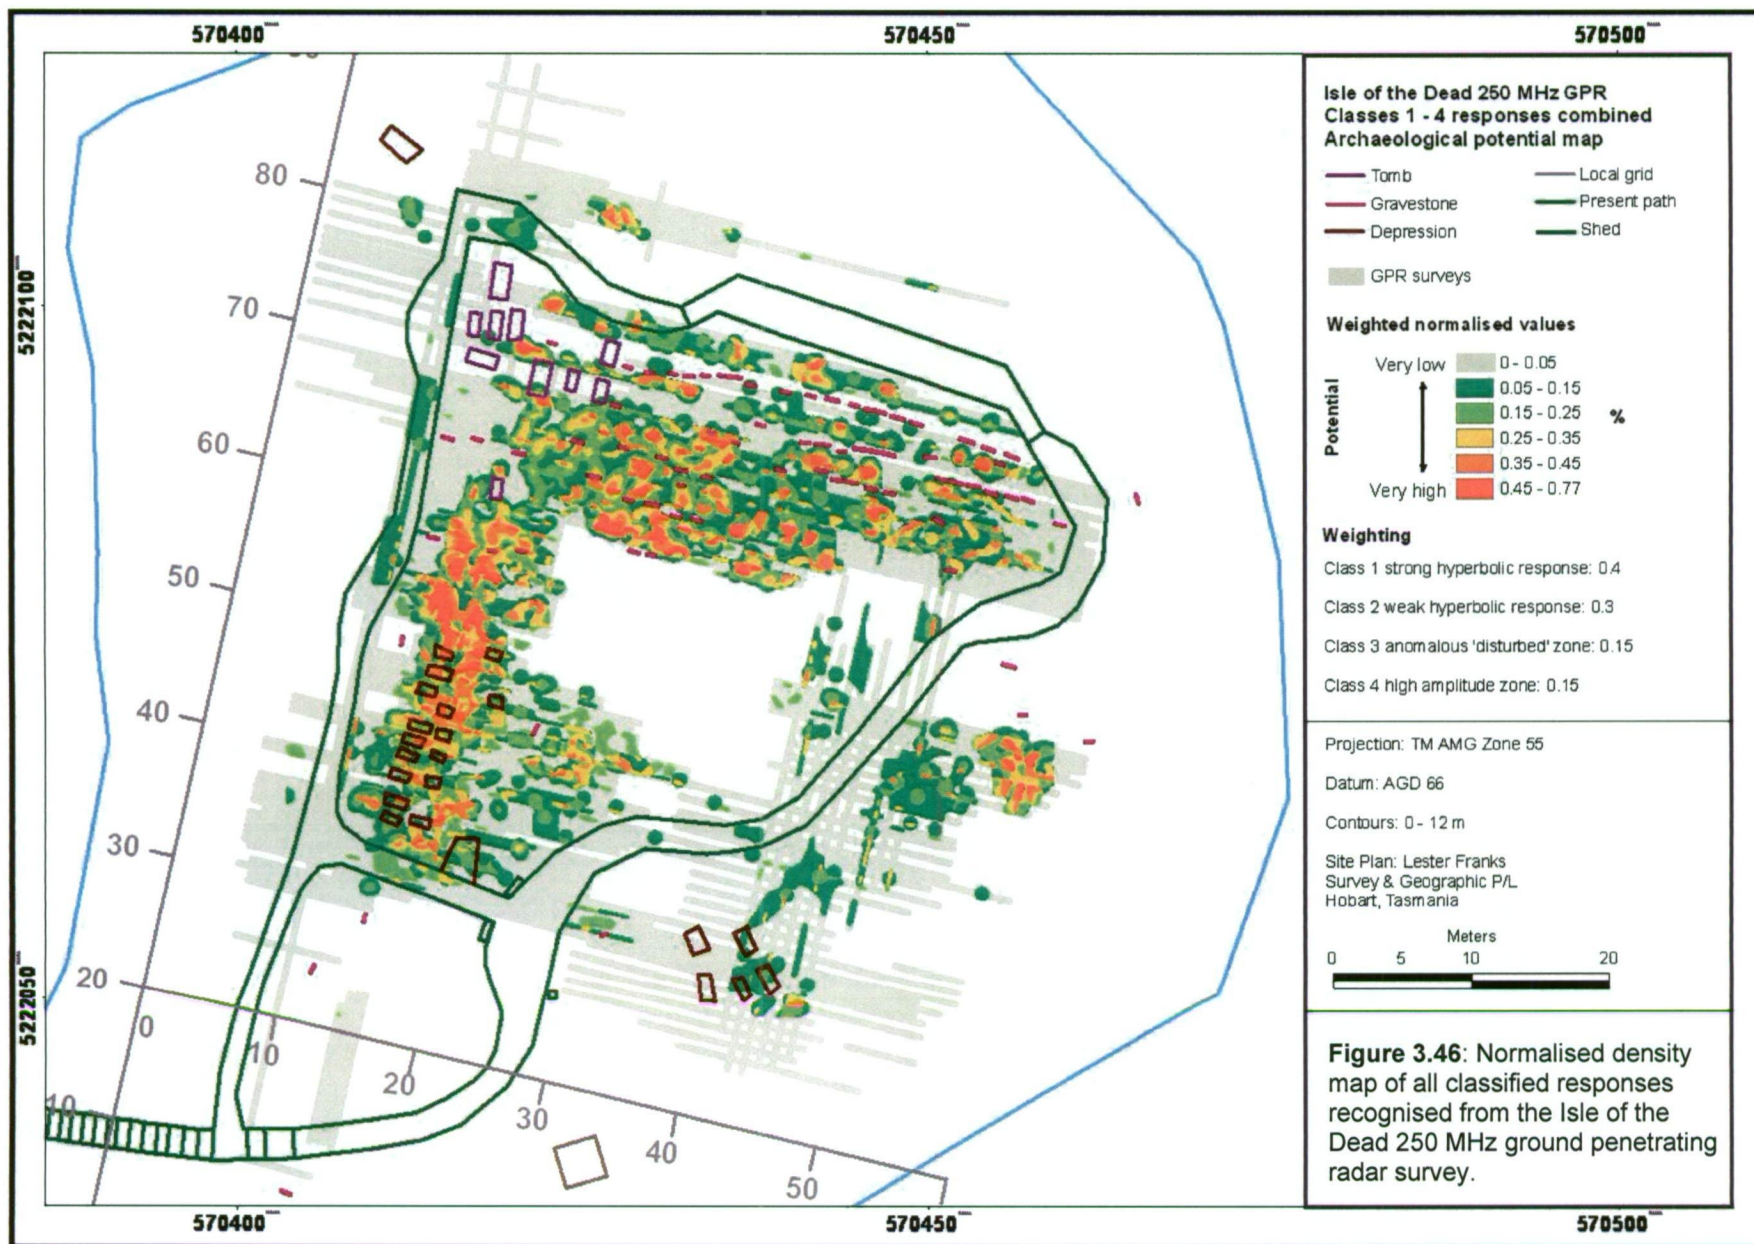 570400
570450
570500
80
70
60
50
40
30
20
10
0
10
20
30
40
50
5222100
5222050
570400
570450
570500
Isle of the Dead 250 MHz GPR
Classes 1 - 4 responses combined
Archaeological potential map
Tomb
Local grid
Gravestone
Present path
Depression
Shed
GPR surveys
Weighted normalised values
Potential
Very low
Very high
0 - 0.05
0.05 - 0.15
0.15 - 0.25
0.25 - 0.35
0.35 - 0.45
0.45 - 0.77
%
Weighting
Class 1 strong hyperbolic response: 0.4
Class 2 weak hyperbolic response: 0.3
Class 3 anomalous 'disturbed' zone: 0.15
Class 4 high amplitude zone: 0.15
Projection: TM AMG Zone 55
Datum: AGD 66
Contours: 0 - 12 m
Site Plan: Lester Franks
Survey & Geographic P/L
Hobart, Tasmania
Meters
0 5 10 20
Figure 3.46: Normalised density
map of all classified responses
recognised from the Isle of the
Dead 250 MHz ground penetrating
radar survey.